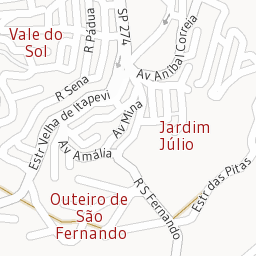 Vale do
Sol
R Pádua
SP 274
Av Aníbal Correia
R Sena
Estr Velha de Itapevi
Av Mina
Av Amália
Jardim
Júlio
Estr das Pitas
Outeiro de
São
Fernando
R S Fernando